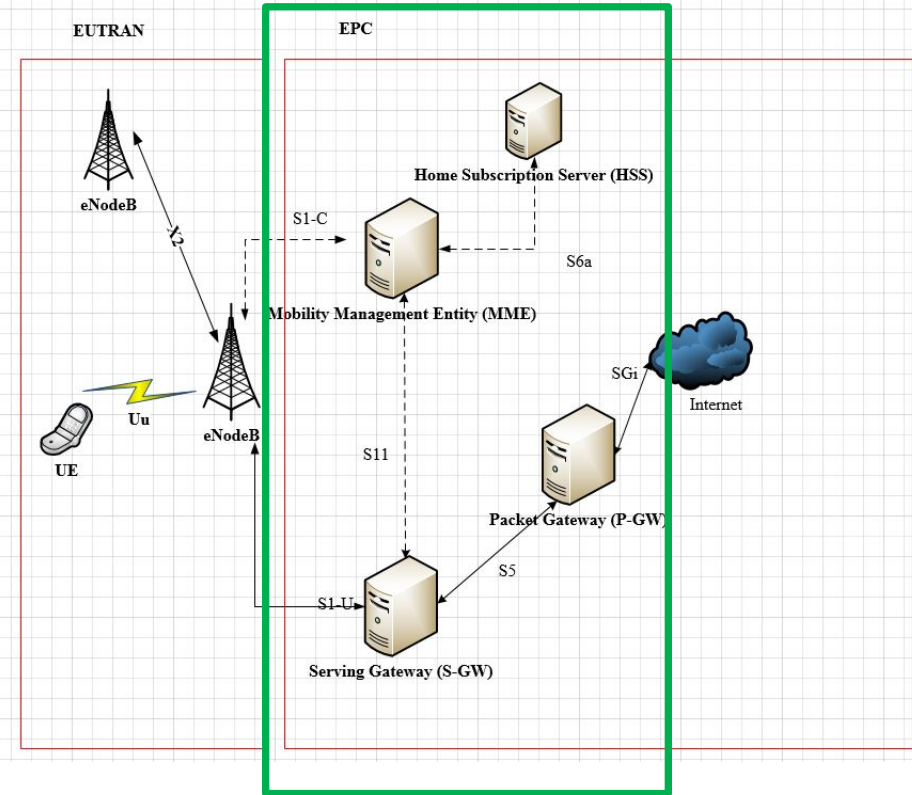 EUTRAN
EPC
eNodeB
X2
S1-C
Home Subscription Server (HSS)
S6a
Mobility Management Entity (MME)
Uu
eNodeB
UE
SGi
Internet
S11
Packet Gateway (P-GW)
S5
S1-U
Serving Gateway (S-GW)